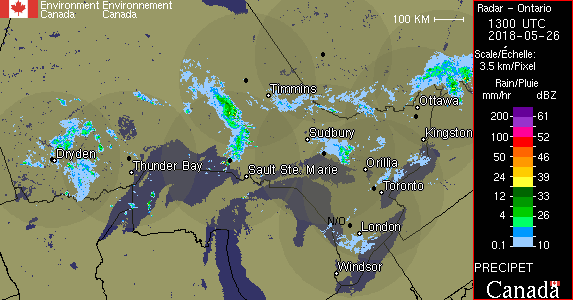 Environment Environnement
Canada Canada
100 KM
Timmins
Ottawa
Sudbury
Kingston
Dryden
Thunder Bay
Sault Ste. Marie
Orillia
Toronto
N/O
London
Windsor
Radar - Ontario
1300 UTC
2018-05-26
Scale/Échelle:
3.5 km/Pixel
Rain/Pluie
mm/hr dBZ
200 61
100 52
50 46
24 39
12 33
4 26
0.1 10
PRECIPET
Canada